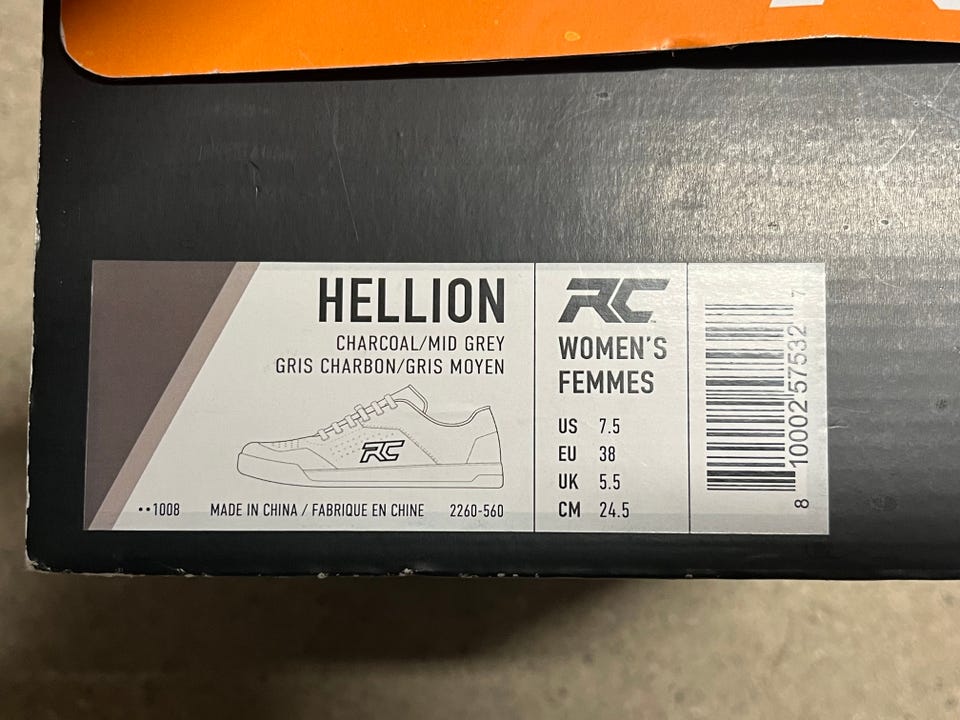 HELLION
CHARCOAL/MID GREY
GRIS CHARBON/GRIS MOYEN
RC
••1008
MADE IN CHINA / FABRIQUE EN CHINE
2260-560
RC
WOMEN'S
FEMMES
US 7.5
EU 38
UK 5.5
CM 24.5
8 10002 57532 7